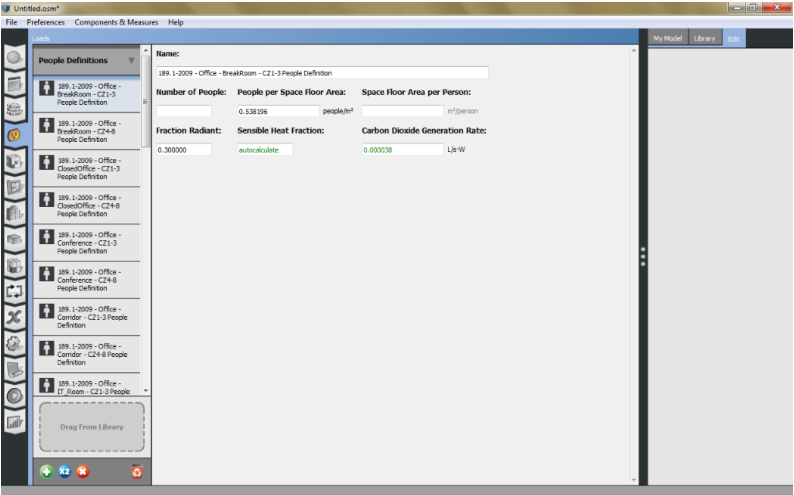 Untitled.osm*
File Preferences Components & Measures Help
Loads
My Model Library Edit
People Definitions
189.1-2009 - Office -
BreakRoom - CZ1-3
People Definition
189.1-2009 - Office -
BreakRoom - CZ4-8
People Definition
189.1-2009 - Office -
ClosedOffice - CZ1-3
People Definition
189.1-2009 - Office -
ClosedOffice - CZ4-8
People Definition
189.1-2009 - Office -
Conference - CZ1-3
People Definition
189.1-2009 - Office -
Conference - CZ4-8
People Definition
189.1-2009 - Office -
Corridor - CZ1-3 People
Definition
189.1-2009 - Office -
Corridor - CZ4-8 People
Definition
189.1-2009 - Office -
IT_Room - CZ1-3 People
Drag From Library
x2
Name:
189.1-2009 - Office - BreakRoom - CZ1-3 People Definition
Number of People: People per Space Floor Area: Space Floor Area per Person:
0.538196 people/m² m²/person
Fraction Radiant: Sensible Heat Fraction: Carbon Dioxide Generation Rate:
0.300000 autocalculate 0.000038 L/s·W